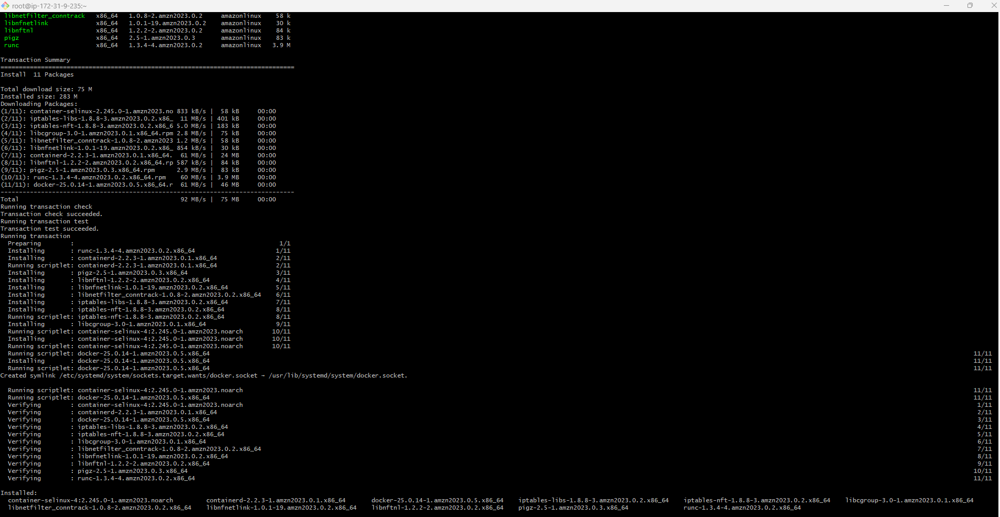 root@ip-172-31-9-235:~
libnetfilter_conntrack x86_64 1.0.8-2.amzn2023.0.2 amazonlinux 58 k
libnfnetlink x86_64 1.0.1-19.amzn2023.0.2 amazonlinux 30 k
libnftnl x86_64 1.2.2-2.amzn2023.0.2 amazonlinux 84 k
pigz x86_64 2.5-1.amzn2023.0.3 amazonlinux 83 k
runc x86_64 1.3.4-4.amzn2023.0.2 amazonlinux 3.9 M
Transaction Summary
================================================================================
Install 11 Packages
Total download size: 75 M
Installed size: 283 M
Downloading Packages:
(1/11): container-selinux-2.245.0-1.amzn2023.no 833 kB/s | 58 kB 00:00
(2/11): iptables-libs-1.8.8-3.amzn2023.0.2.x86_ 11 MB/s | 401 kB 00:00
(3/11): iptables-nft-1.8.8-3.amzn2023.0.2.x86_6 5.0 MB/s | 183 kB 00:00
(4/11): libcgroup-3.0-1.amzn2023.0.1.x86_64.rpm 2.8 MB/s | 75 kB 00:00
(5/11): libnetfilter_conntrack-1.0.8-2.amzn2023 1.2 MB/s | 58 kB 00:00
(6/11): libnfnetlink-1.0.1-19.amzn2023.0.2.x86_ 854 kB/s | 30 kB 00:00
(7/11): containerd-2.2.3-1.amzn2023.0.1.x86_64. 61 MB/s | 24 MB 00:00
(8/11): libnftnl-1.2.2-2.amzn2023.0.2.x86_64.rp 587 kB/s | 84 kB 00:00
(9/11): pigz-2.5-1.amzn2023.0.3.x86_64.rpm 2.9 MB/s | 83 kB 00:00
(10/11): runc-1.3.4-4.amzn2023.0.2.x86_64.rpm 60 MB/s | 3.9 MB 00:00
(11/11): docker-25.0.14-1.amzn2023.0.5.x86_64.r 61 MB/s | 46 MB 00:00
--------------------------------------------------------------------------------
Total 92 MB/s | 75 MB 00:00
Running transaction check
Transaction check succeeded.
Running transaction test
Transaction test succeeded.
Running transaction
Preparing : 1/1
Installing : runc-1.3.4-4.amzn2023.0.2.x86_64 1/11
Installing : containerd-2.2.3-1.amzn2023.0.1.x86_64 2/11
Running scriptlet: containerd-2.2.3-1.amzn2023.0.1.x86_64 2/11
Installing : pigz-2.5-1.amzn2023.0.3.x86_64 3/11
Installing : libnftnl-1.2.2-2.amzn2023.0.2.x86_64 4/11
Installing : libnfnetlink-1.0.1-19.amzn2023.0.2.x86_64 5/11
Installing : libnetfilter_conntrack-1.0.8-2.amzn2023.0.2.x86_64 6/11
Installing : iptables-libs-1.8.8-3.amzn2023.0.2.x86_64 7/11
Installing : iptables-nft-1.8.8-3.amzn2023.0.2.x86_64 8/11
Running scriptlet: iptables-nft-1.8.8-3.amzn2023.0.2.x86_64 8/11
Installing : libcgroup-3.0-1.amzn2023.0.1.x86_64 9/11
Running scriptlet: container-selinux-4:2.245.0-1.amzn2023.noarch 10/11
Installing : container-selinux-4:2.245.0-1.amzn2023.noarch 10/11
Running scriptlet: container-selinux-4:2.245.0-1.amzn2023.noarch 10/11
Running scriptlet: docker-25.0.14-1.amzn2023.0.5.x86_64 11/11
Installing : docker-25.0.14-1.amzn2023.0.5.x86_64 11/11
Running scriptlet: docker-25.0.14-1.amzn2023.0.5.x86_64 11/11
Created symlink /etc/systemd/system/sockets.target.wants/docker.socket → /usr/lib/systemd/system/docker.socket.
Running scriptlet: container-selinux-4:2.245.0-1.amzn2023.noarch 11/11
Running scriptlet: docker-25.0.14-1.amzn2023.0.5.x86_64 11/11
Verifying : container-selinux-4:2.245.0-1.amzn2023.noarch 1/11
Verifying : containerd-2.2.3-1.amzn2023.0.1.x86_64 2/11
Verifying : docker-25.0.14-1.amzn2023.0.5.x86_64 3/11
Verifying : iptables-libs-1.8.8-3.amzn2023.0.2.x86_64 4/11
Verifying : iptables-nft-1.8.8-3.amzn2023.0.2.x86_64 5/11
Verifying : libcgroup-3.0-1.amzn2023.0.1.x86_64 6/11
Verifying : libnetfilter_conntrack-1.0.8-2.amzn2023.0.2.x86_64 7/11
Verifying : libnfnetlink-1.0.1-19.amzn2023.0.2.x86_64 8/11
Verifying : libnftnl-1.2.2-2.amzn2023.0.2.x86_64 9/11
Verifying : pigz-2.5-1.amzn2023.0.3.x86_64 10/11
Verifying : runc-1.3.4-4.amzn2023.0.2.x86_64 11/11
Installed:
container-selinux-4:2.245.0-1.amzn2023.noarch containerd-2.2.3-1.amzn2023.0.1.x86_64 docker-25.0.14-1.amzn2023.0.5.x86_64 iptables-libs-1.8.8-3.amzn2023.0.2.x86_64 iptables-nft-1.8.8-3.amzn2023.0.2.x86_64 libcgroup-3.0-1.amzn2023.0.1.x86_64
libnetfilter_conntrack-1.0.8-2.amzn2023.0.2.x86_64 libnfnetlink-1.0.1-19.amzn2023.0.2.x86_64 libnftnl-1.2.2-2.amzn2023.0.2.x86_64 pigz-2.5-1.amzn2023.0.3.x86_64 runc-1.3.4-4.amzn2023.0.2.x86_64